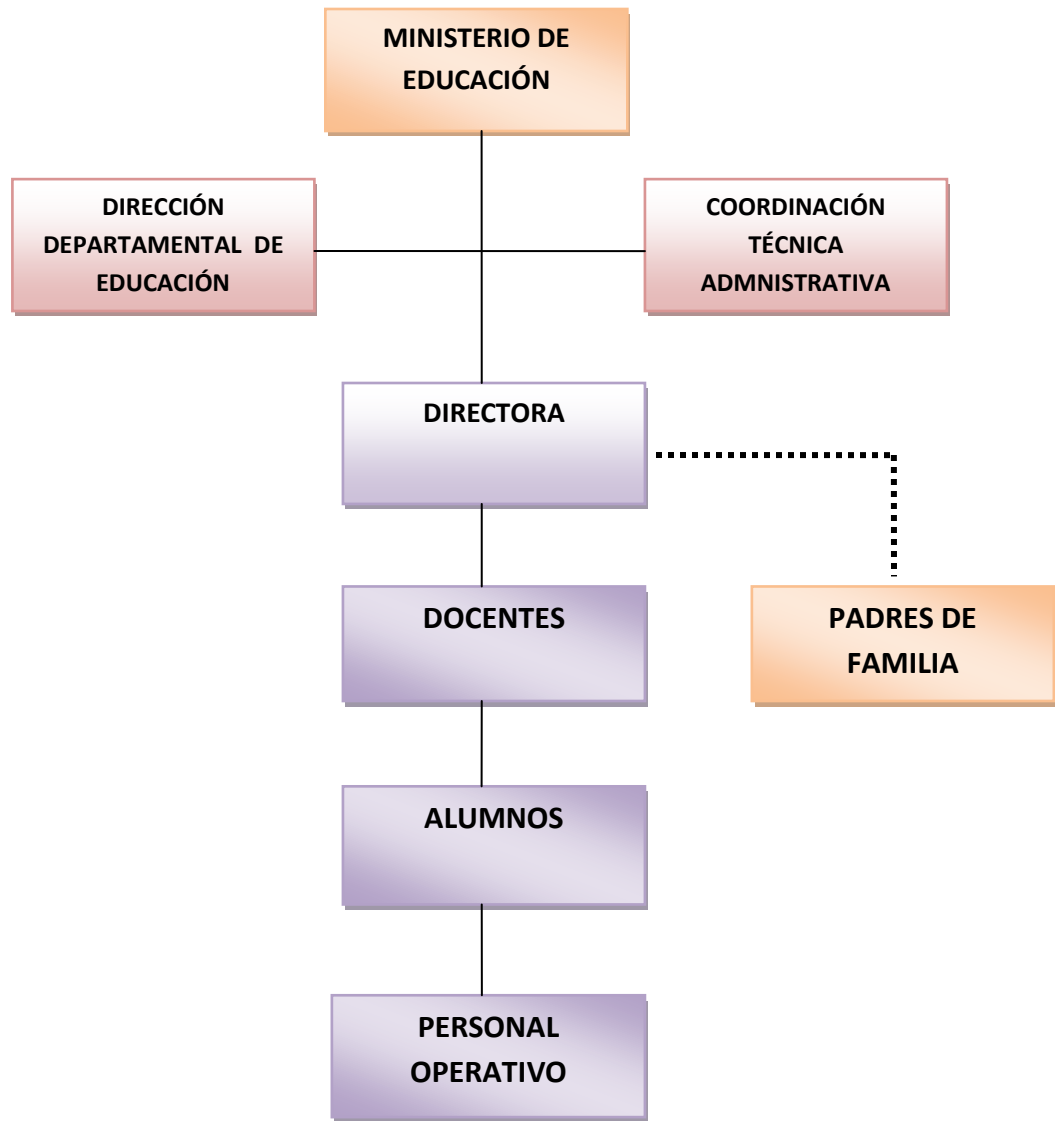 MINISTERIO DE
EDUCACIÓN
DIRECCIÓN
DEPARTAMENTAL DE
EDUCACIÓN
COORDINACIÓN
TÉCNICA
ADMNISTRATIVA
DIRECTORA
DOCENTES
PADRES DE
FAMILIA
ALUMNOS
PERSONAL
OPERATIVO